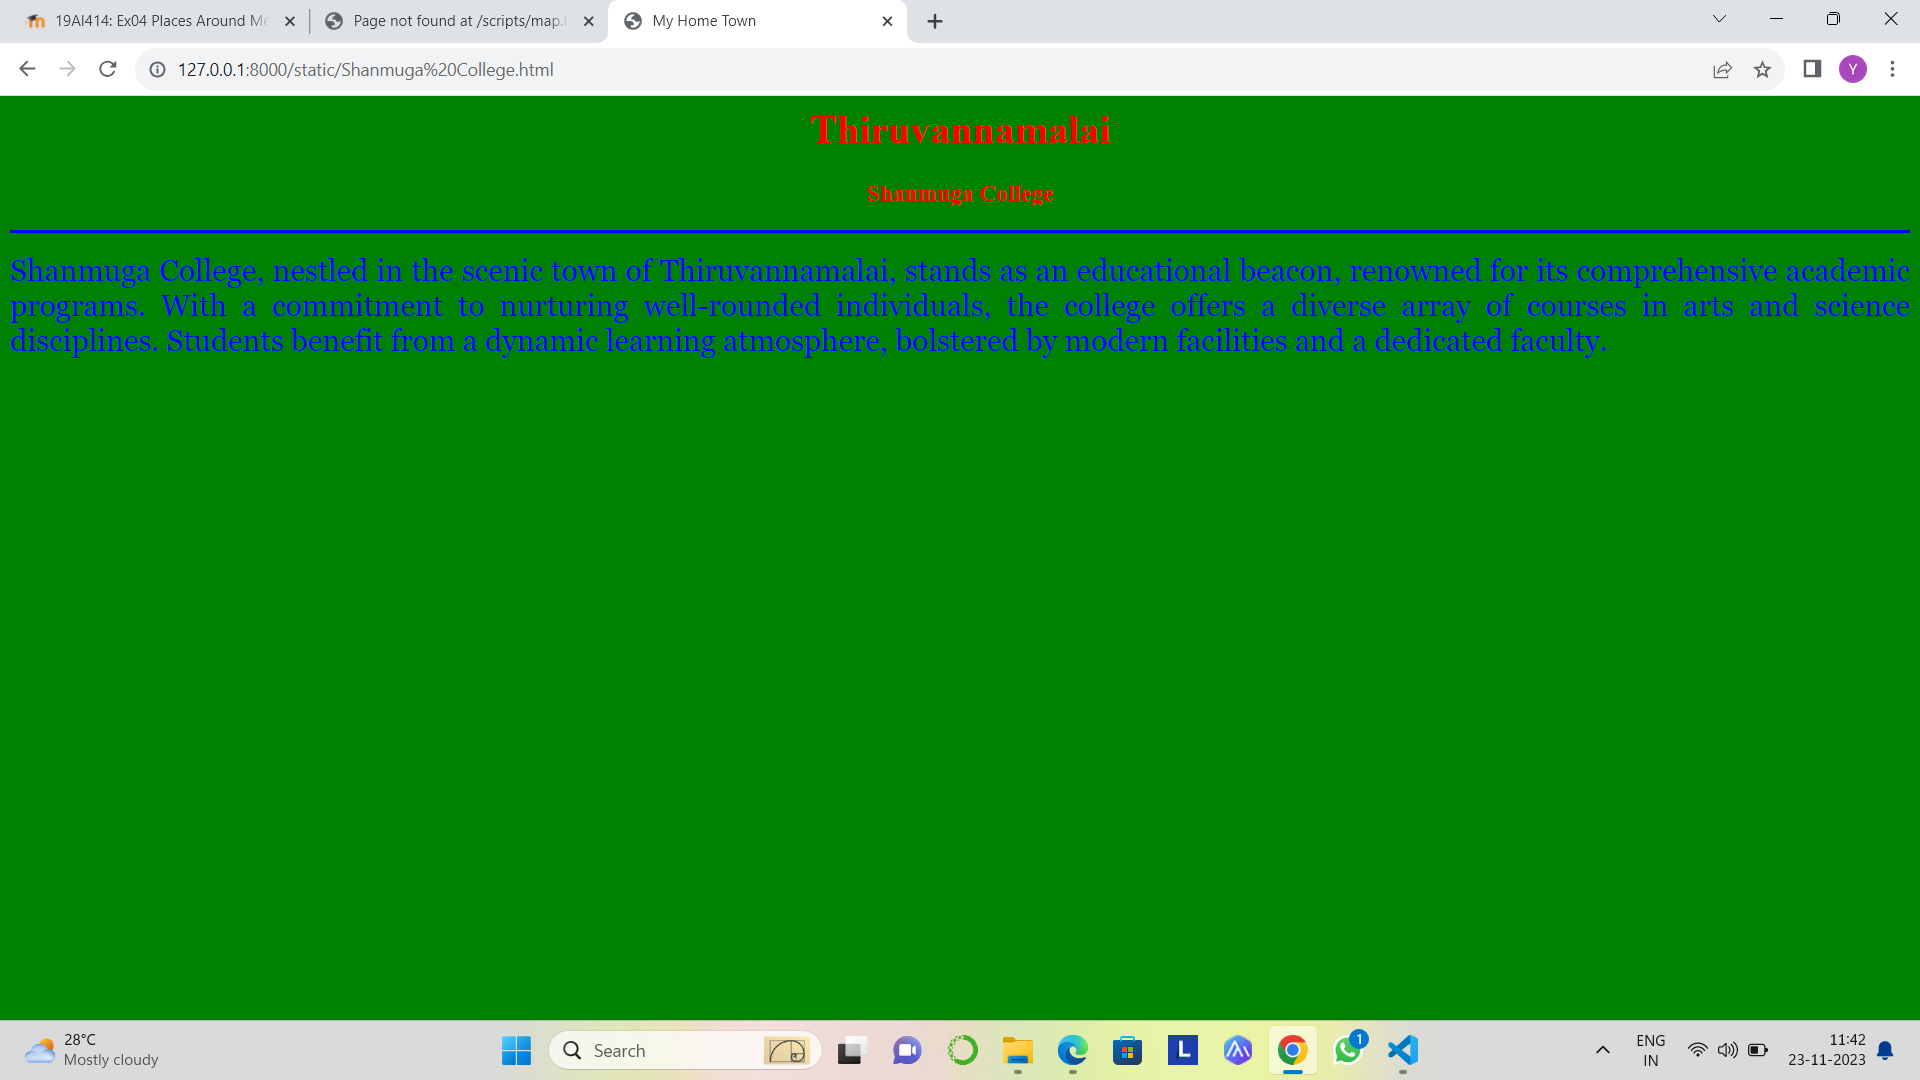 19AI414: Ex04 Places Around Me
Page not found at /scripts/map.
My Home Town
127.0.0.1:8000/static/Shanmuga%20College.html
Y
Thiruvannamalai
Shanmuga College
Shanmuga College, nestled in the scenic town of Thiruvannamalai, stands as an educational beacon, renowned for its comprehensive academic
programs. With a commitment to nurturing well-rounded individuals, the college offers a diverse array of courses in arts and science
disciplines. Students benefit from a dynamic learning atmosphere, bolstered by modern facilities and a dedicated faculty.
28°C
Mostly cloudy
Search
L
1
ENG
IN
11:42
23-11-2023